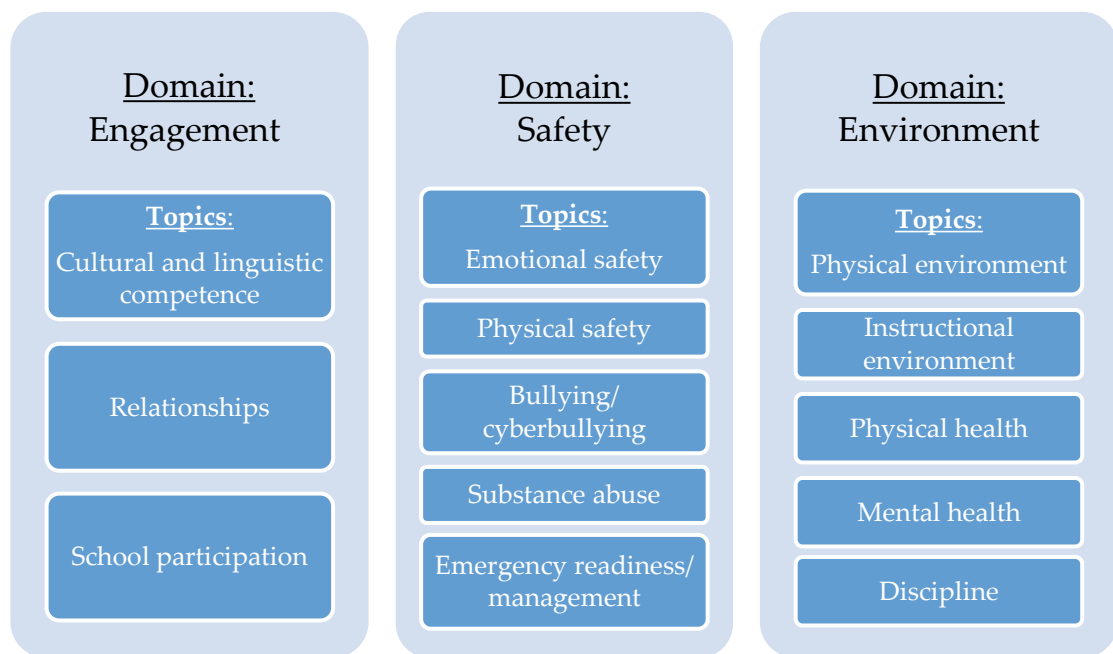 Domain:
Engagement
Topics:
Cultural and linguistic
competence
Relationships
School participation
Domain:
Safety
Topics:
Emotional safety
Physical safety
Bullying/
cyberbullying
Substance abuse
Emergency readiness/
management
Domain:
Environment
Topics:
Physical environment
Instructional
environment
Physical health
Mental health
Discipline